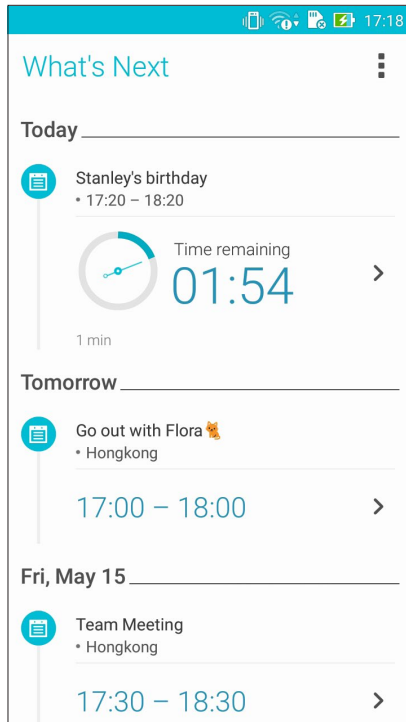 17:18
What's Next
Today
Stanley's birthday
• 17:20 – 18:20
Time remaining
01:54
1 min
Tomorrow
Go out with Flora🐈
• Hongkong
17:00 – 18:00
Fri, May 15
Team Meeting
• Hongkong
17:30 – 18:30